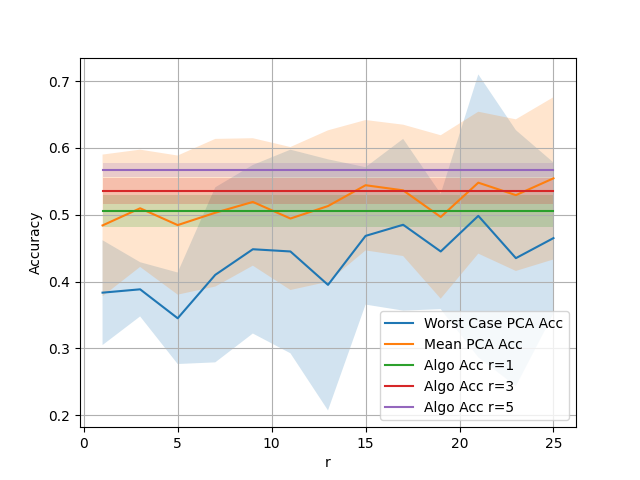 0.7
0.6
0.5
0.4
0.3
0.2
Accuracy
0
5
10
15
20
25
r
Worst Case PCA Acc
Mean PCA Acc
Algo Acc r=1
Algo Acc r=3
Algo Acc r=5